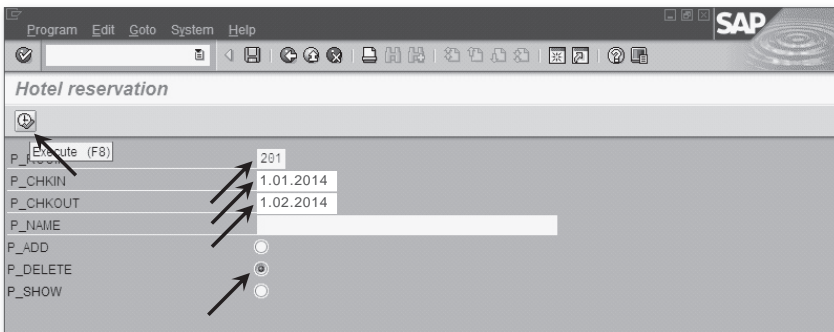 Program Edit Goto System Help
SAP
Hotel reservation
Execute (F8)
201
P_CHKIN 1.01.2014
P_CHKOUT 1.02.2014
P_NAME
P_ADD
P_DELETE
P_SHOW